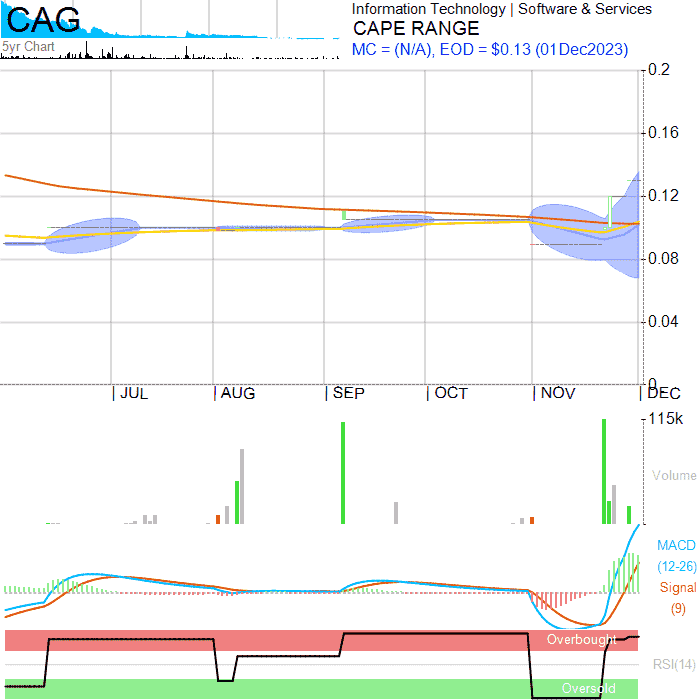 CAG
Information Technology | Software & Services
CAPE RANGE
MC = (N/A), EOD = $0.13 (01Dec2023)
5yr Chart
0.2
0.16
0.12
0.08
0.04
0
| JUL | AUG | SEP | OCT | NOV | DEC
115k
Volume
MACD
(12-26)
Signal
(9)
Overbought
RSI(14)
Oversold